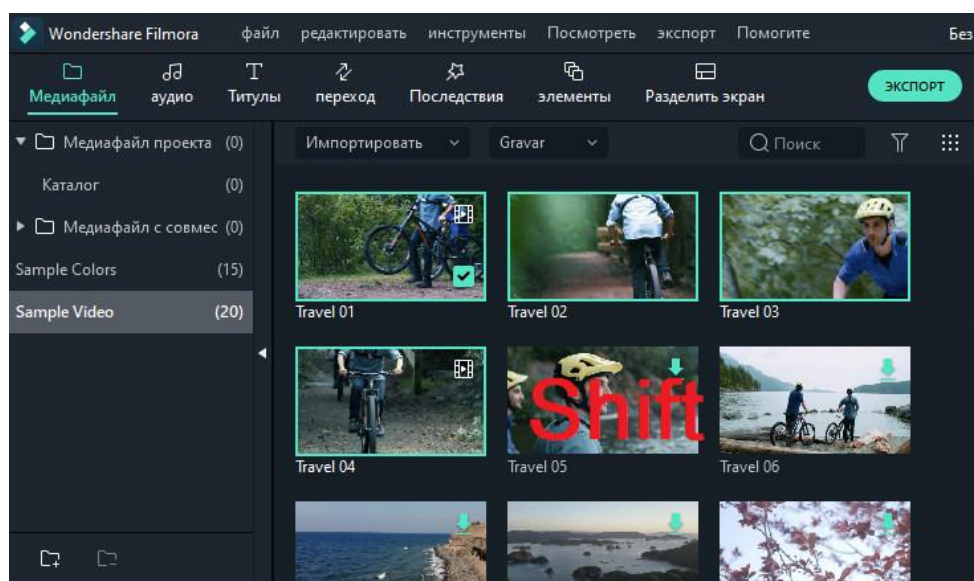 Wondershare Filmora файл редактировать инструменты Посмотреть экспорт Помогите Без
Медиафайл аудио Титулы переход Последствия элементы Разделить экран ЭКСПОРТ
Медиафайл проекта (0) Импортировать Gravar Поиск
Каталог (0)
Медиафайл с совмес (0)
Sample Colors (15)
Sample Video (20)
Travel 01 Travel 02 Travel 03
Shift
Travel 04 Travel 05 Travel 06